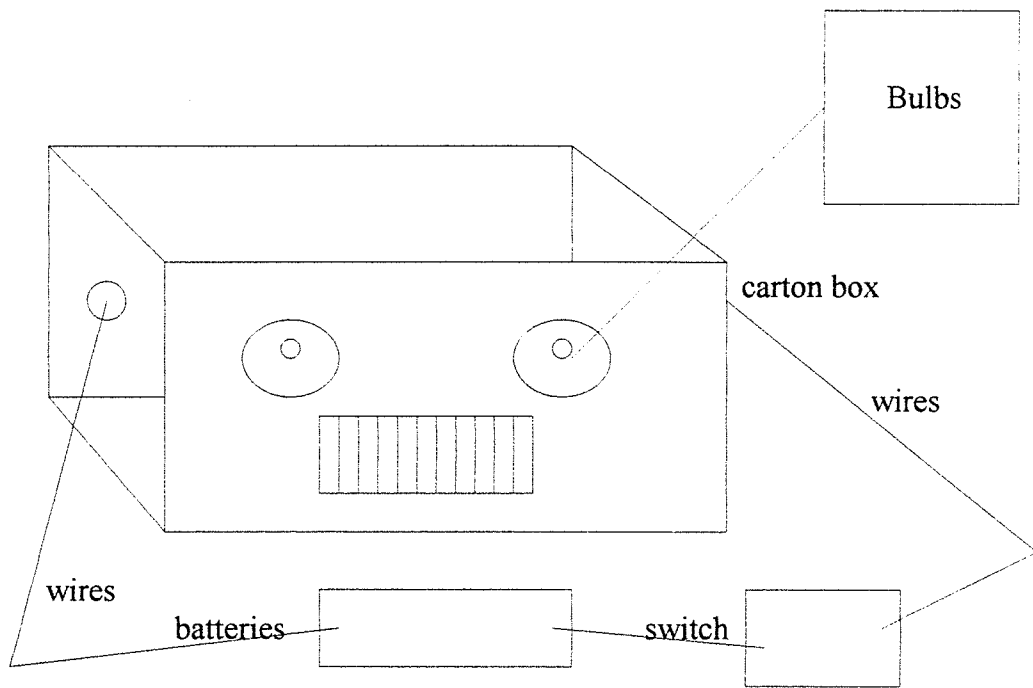 Bulbs
carton box
wires
wires
batteries
switch